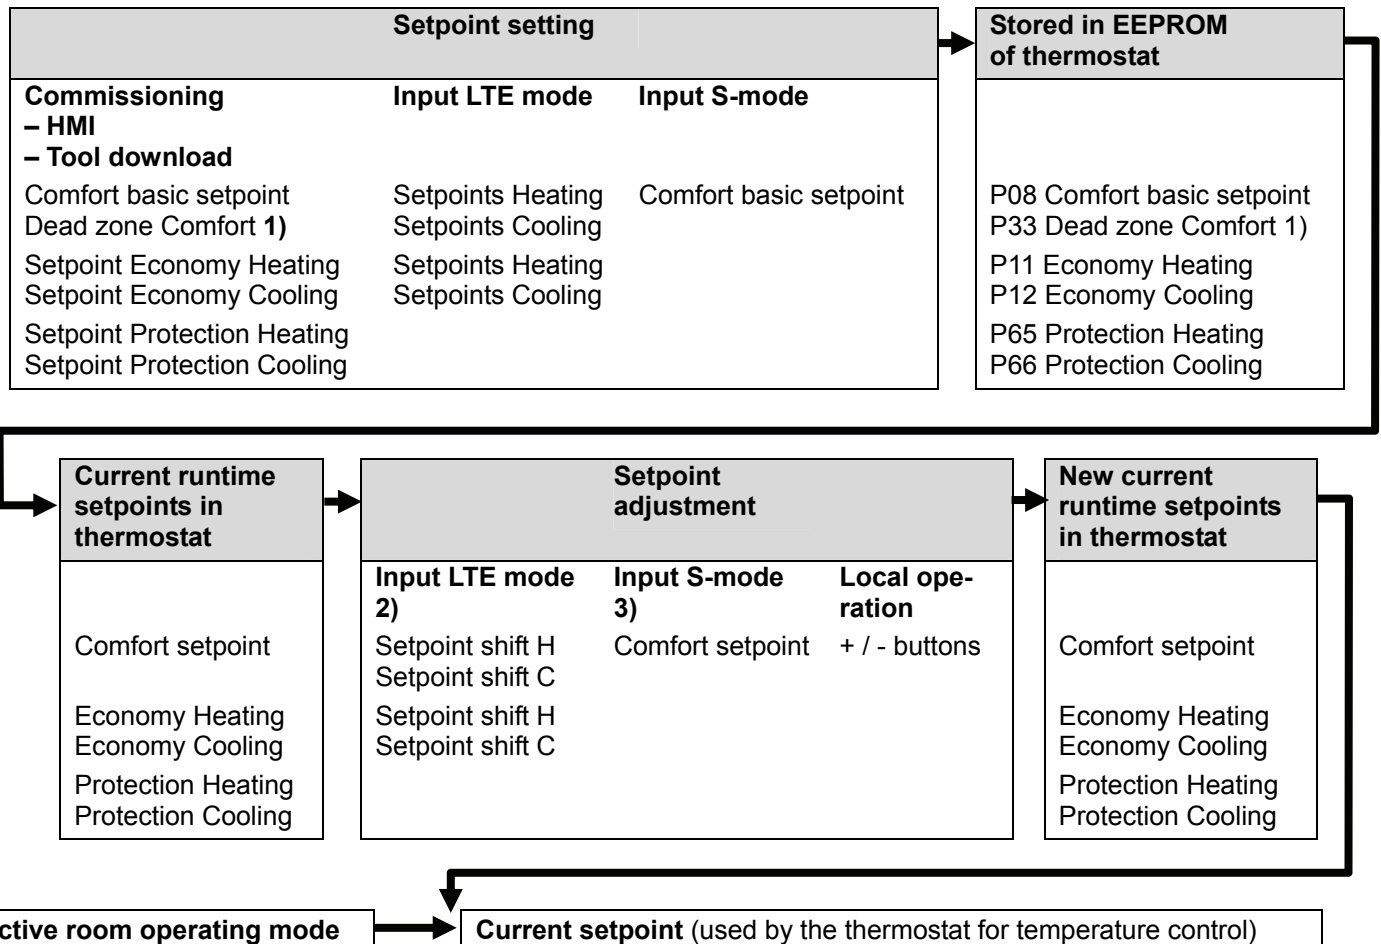 Setpoint setting
Stored in EEPROM
of thermostat
Commissioning
– HMI
– Tool download
Input LTE mode
Input S-mode
Comfort basic setpoint
Dead zone Comfort 1)
Setpoints Heating
Setpoints Cooling
Comfort basic setpoint
P08 Comfort basic setpoint
P33 Dead zone Comfort 1)
Setpoint Economy Heating
Setpoint Economy Cooling
Setpoints Heating
Setpoints Cooling
P11 Economy Heating
P12 Economy Cooling
Setpoint Protection Heating
Setpoint Protection Cooling
P65 Protection Heating
P66 Protection Cooling
Current runtime
setpoints in
thermostat
Setpoint
adjustment
New current
runtime setpoints
in thermostat
Input LTE mode
2)
Input S-mode
3)
Local ope-
ration
Comfort setpoint
Setpoint shift H
Setpoint shift C
Comfort setpoint
+ / - buttons
Comfort setpoint
Economy Heating
Economy Cooling
Setpoint shift H
Setpoint shift C
Economy Heating
Economy Cooling
Protection Heating
Protection Cooling
Protection Heating
Protection Cooling
ctive room operating mode
Current setpoint (used by the thermostat for temperature control)